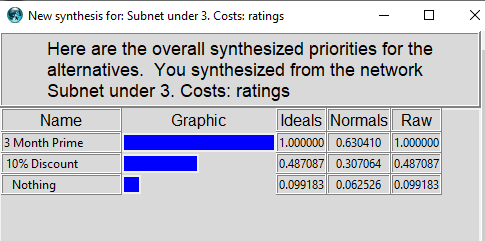 New synthesis for: Subnet under 3. Costs: ratings
Here are the overall synthesized priorities for the
alternatives. You synthesized from the network
Subnet under 3. Costs: ratings
Name Graphic Ideals Normals Raw
3 Month Prime 1.000000 0.630410 1.000000
10% Discount 0.487087 0.307064 0.487087
Nothing 0.099183 0.062526 0.099183